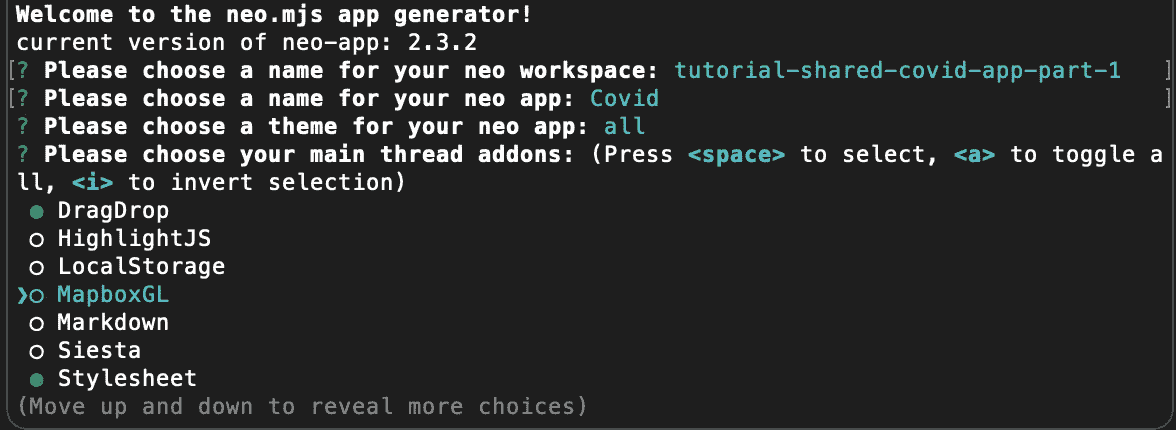 Welcome to the neo.mjs app generator!
current version of neo-app: 2.3.2
[? Please choose a name for your neo workspace: tutorial-shared-covid-app-part-1 ]
[? Please choose a name for your neo app: Covid ]
? Please choose a theme for your neo app: all
? Please choose your main thread addons: (Press <space> to select, <a> to toggle a
ll, <i> to invert selection)
● DragDrop
○ HighlightJS
○ LocalStorage
❯○ MapboxGL
○ Markdown
○ Siesta
● Stylesheet
(Move up and down to reveal more choices)